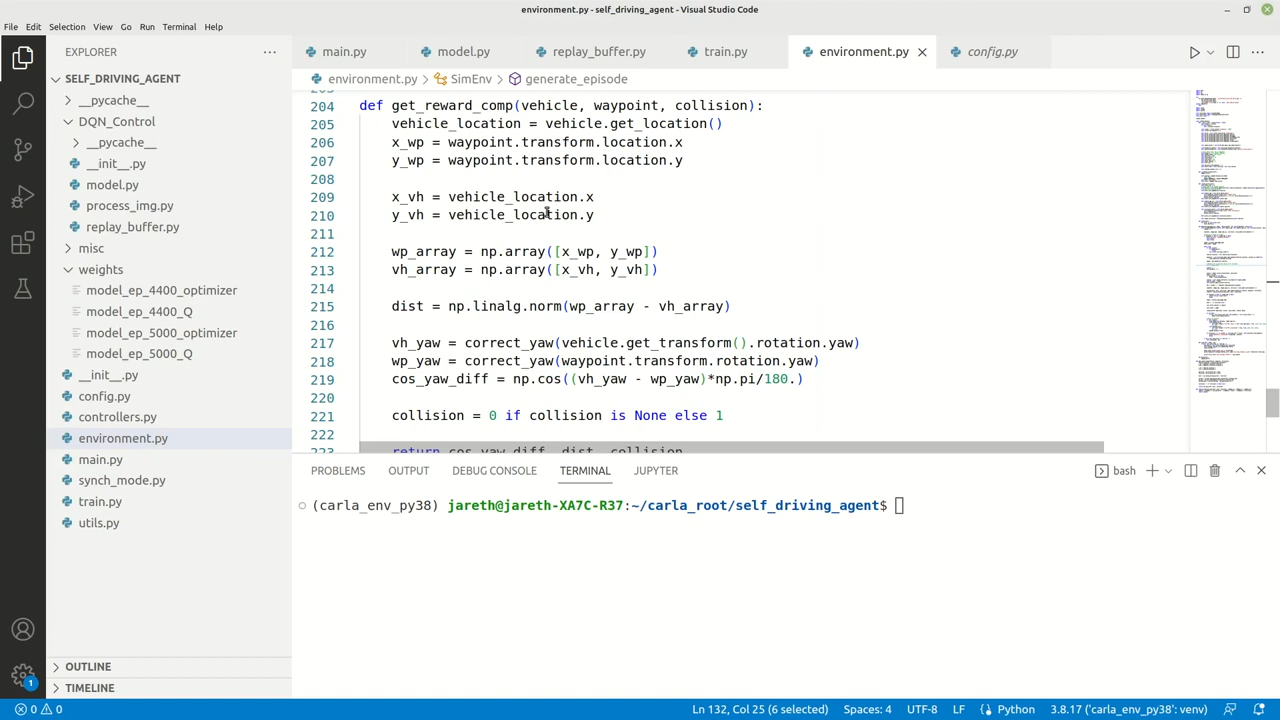 environment.py - self_driving_agent - Visual Studio Code
File Edit Selection View Go Run Terminal Help
EXPLORER
SELF_DRIVING_AGENT
__pycache__
DQN_Control
__pycache__
__init__.py
model.py
process_img.py
replay_buffer.py
misc
weights
model_ep_4400_optimizer
model_ep_4400_Q
model_ep_5000_optimizer
model_ep_5000_Q
__init__.py
config.py
controllers.py
environment.py
main.py
synch_mode.py
train.py
utils.py
OUTLINE
TIMELINE
main.py model.py replay_buffer.py train.py environment.py config.py
environment.py SimEnv generate_episode
204 def get_reward_comp(vehicle, waypoint, collision):
205 vehicle_location = vehicle.get_location()
206 x_wp = waypoint.transform.location.x
207 y_wp = waypoint.transform.location.y
208
209 x_vh = vehicle_location.x
210 y_vh = vehicle_location.y
211
212 wp_array = np.array([x_wp, y_wp])
213 vh_array = np.array([x_vh, y_vh])
214
215 dist = np.linalg.norm(wp_array - vh_array)
216
217 vh_yaw = correct_yaw(vehicle.get_transform().rotation.yaw)
218 wp_yaw = correct_yaw(waypoint.transform.rotation.yaw)
219 cos_yaw_diff = np.cos((vh_yaw - wp_yaw)*np.pi/180.)
220
221 collision = 0 if collision is None else 1
222
223 return cos_yaw_diff, dist, collision
PROBLEMS OUTPUT DEBUG CONSOLE TERMINAL JUPYTER
bash
(carla_env_py38) jareth@jareth-XA7C-R37:~/carla_root/self_driving_agent$
1
0 0
Ln 132, Col 25 (6 selected) Spaces: 4 UTF-8 LF Python 3.8.17 ('carla_env_py38': venv)